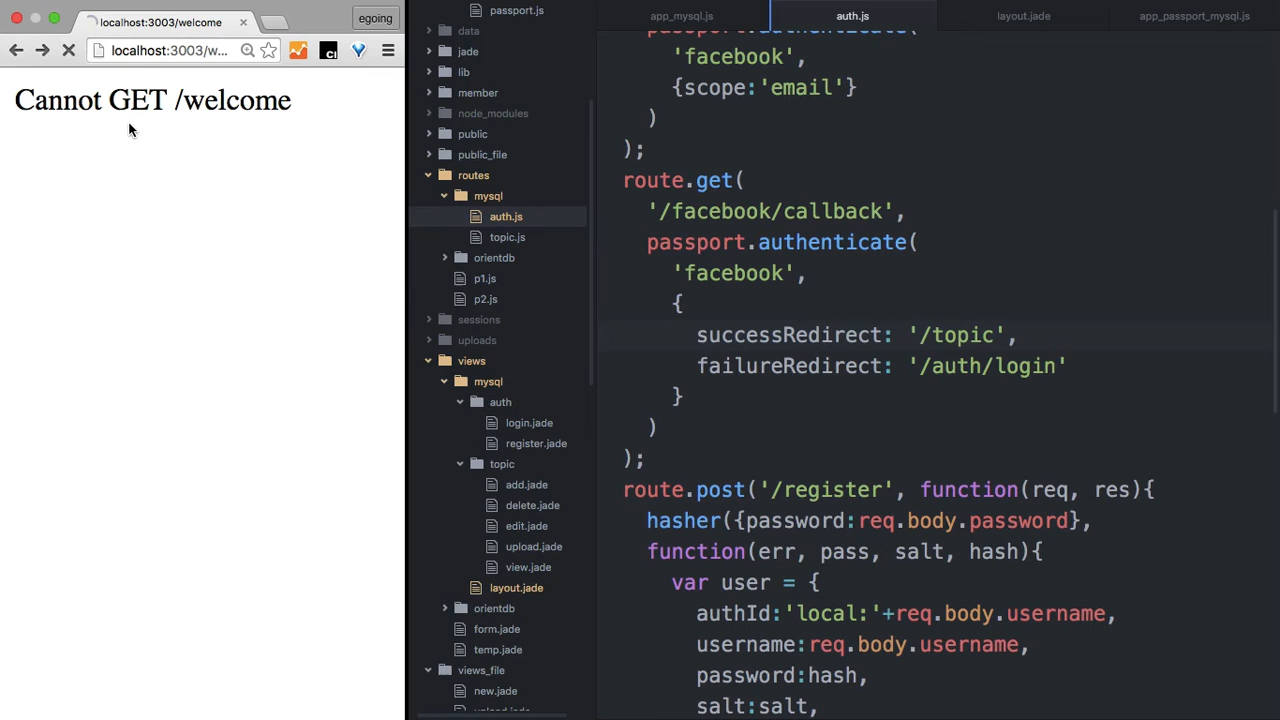 localhost:3003/welcome
egoing
localhost:3003/w...
Cannot GET /welcome
passport.js
data
jade
lib
member
node_modules
public
public_file
routes
mysql
auth.js
topic.js
orientdb
p1.js
p2.js
sessions
uploads
views
mysql
auth
login.jade
register.jade
topic
add.jade
delete.jade
edit.jade
upload.jade
view.jade
layout.jade
orientdb
form.jade
temp.jade
views_file
new.jade
upload.jade
app_mysql.js
auth.js
layout.jade
app_passport_mysql.js
passport.authenticate(
'facebook',
{scope:'email'}
)
);
route.get(
'/facebook/callback',
passport.authenticate(
'facebook',
{
successRedirect: '/topic',
failureRedirect: '/auth/login'
}
)
);
route.post('/register', function(req, res){
hasher({password:req.body.password},
function(err, pass, salt, hash){
var user = {
authId:'local:'+req.body.username,
username:req.body.username,
password:hash,
salt:salt,